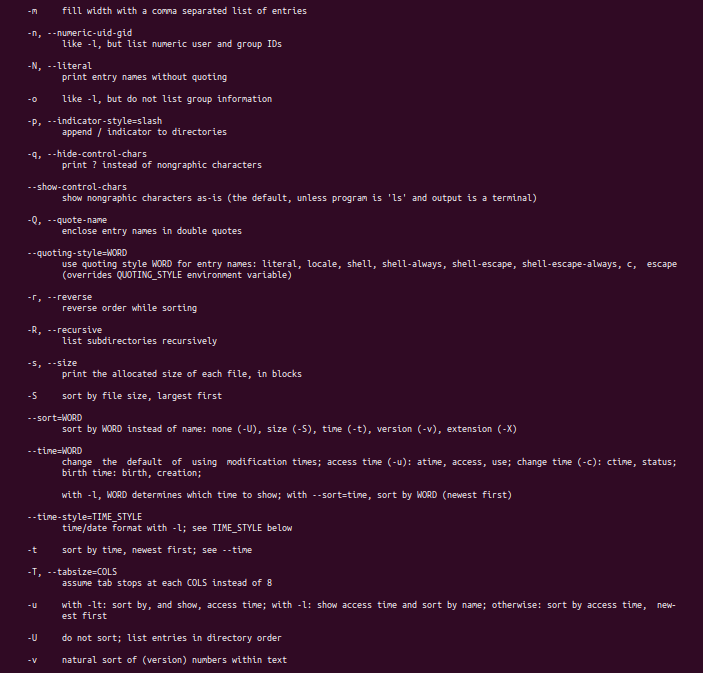 -m     fill width with a comma separated list of entries
-n, --numeric-uid-gid
like -l, but list numeric user and group IDs
-N, --literal
print entry names without quoting
-o     like -l, but do not list group information
-p, --indicator-style=slash
append / indicator to directories
-q, --hide-control-chars
print ? instead of nongraphic characters
--show-control-chars
show nongraphic characters as-is (the default, unless program is 'ls' and output is a terminal)
-Q, --quote-name
enclose entry names in double quotes
--quoting-style=WORD
use quoting style WORD for entry names: literal, locale, shell, shell-always, shell-escape, shell-escape-always, c,  escape
(overrides QUOTING_STYLE environment variable)
-r, --reverse
reverse order while sorting
-R, --recursive
list subdirectories recursively
-s, --size
print the allocated size of each file, in blocks
-S     sort by file size, largest first
--sort=WORD
sort by WORD instead of name: none (-U), size (-S), time (-t), version (-v), extension (-X)
--time=WORD
change  the  default  of  using  modification times; access time (-u): atime, access, use; change time (-c): ctime, status;
birth time: birth, creation;
with -l, WORD determines which time to show; with --sort=time, sort by WORD (newest first)
--time-style=TIME_STYLE
time/date format with -l; see TIME_STYLE below
-t     sort by time, newest first; see --time
-T, --tabsize=COLS
assume tab stops at each COLS instead of 8
-u     with -lt: sort by, and show, access time; with -l: show access time and sort by name; otherwise: sort by access time,  new-
est first
-U     do not sort; list entries in directory order
-v     natural sort of (version) numbers within text